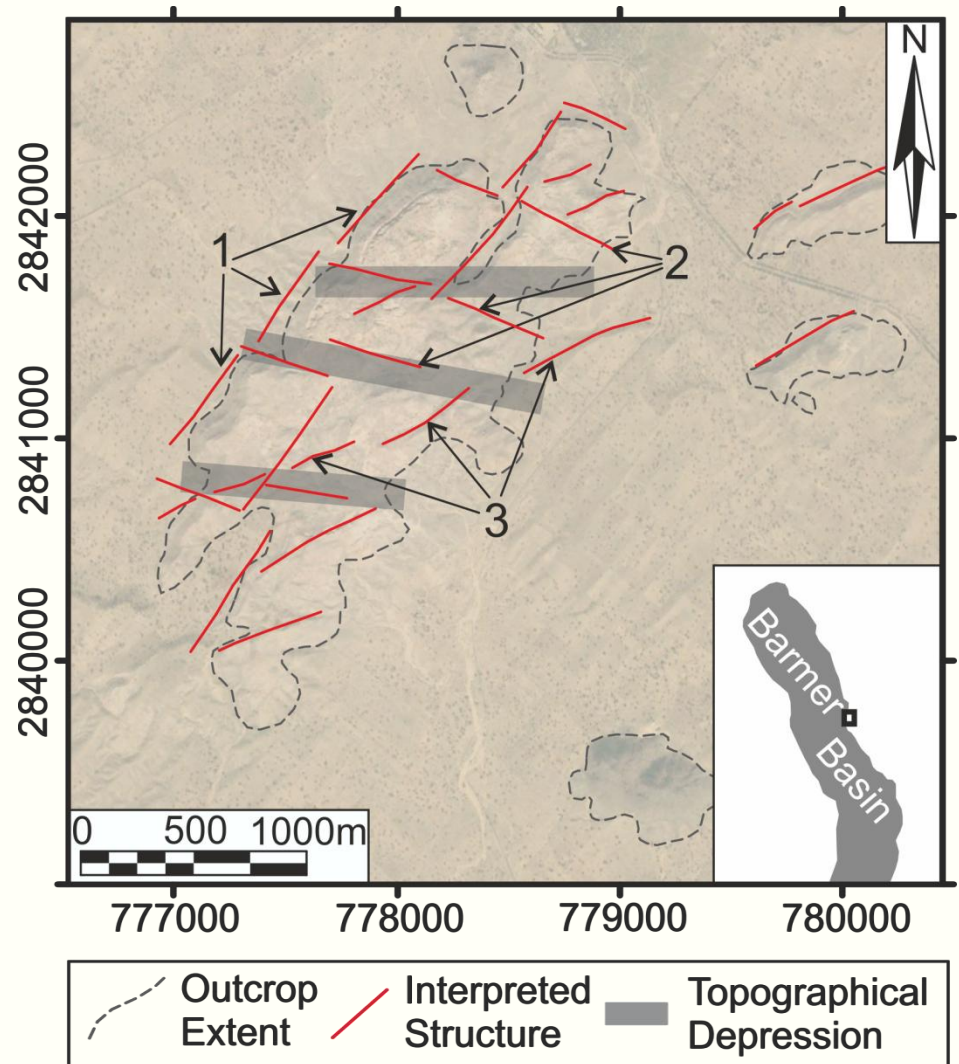 N
2842000
2841000
2840000
1
2
3
Barmer
Basin
0 500 1000m
777000 778000 779000 780000
Outcrop
Extent
Interpreted
Structure
Topographical
Depression